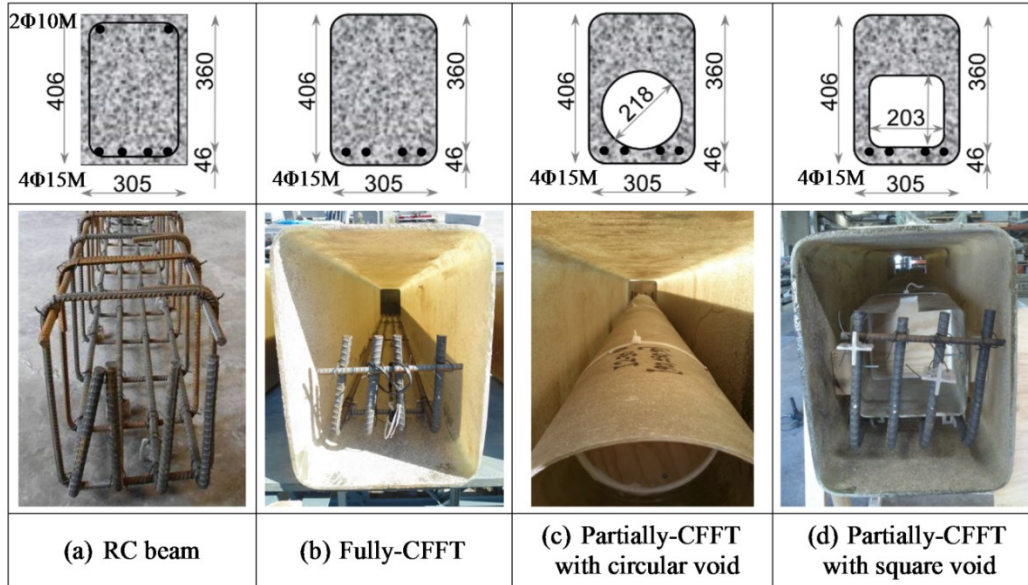 2Φ10M
406
360
46
4Φ15M
305
406
360
46
4Φ15M
305
406
218
360
46
4Φ15M
305
406
203
360
46
4Φ15M
305
(a) RC beam
(b) Fully-CFFT
(c) Partially-CFFT
with circular void
(d) Partially-CFFT
with square void